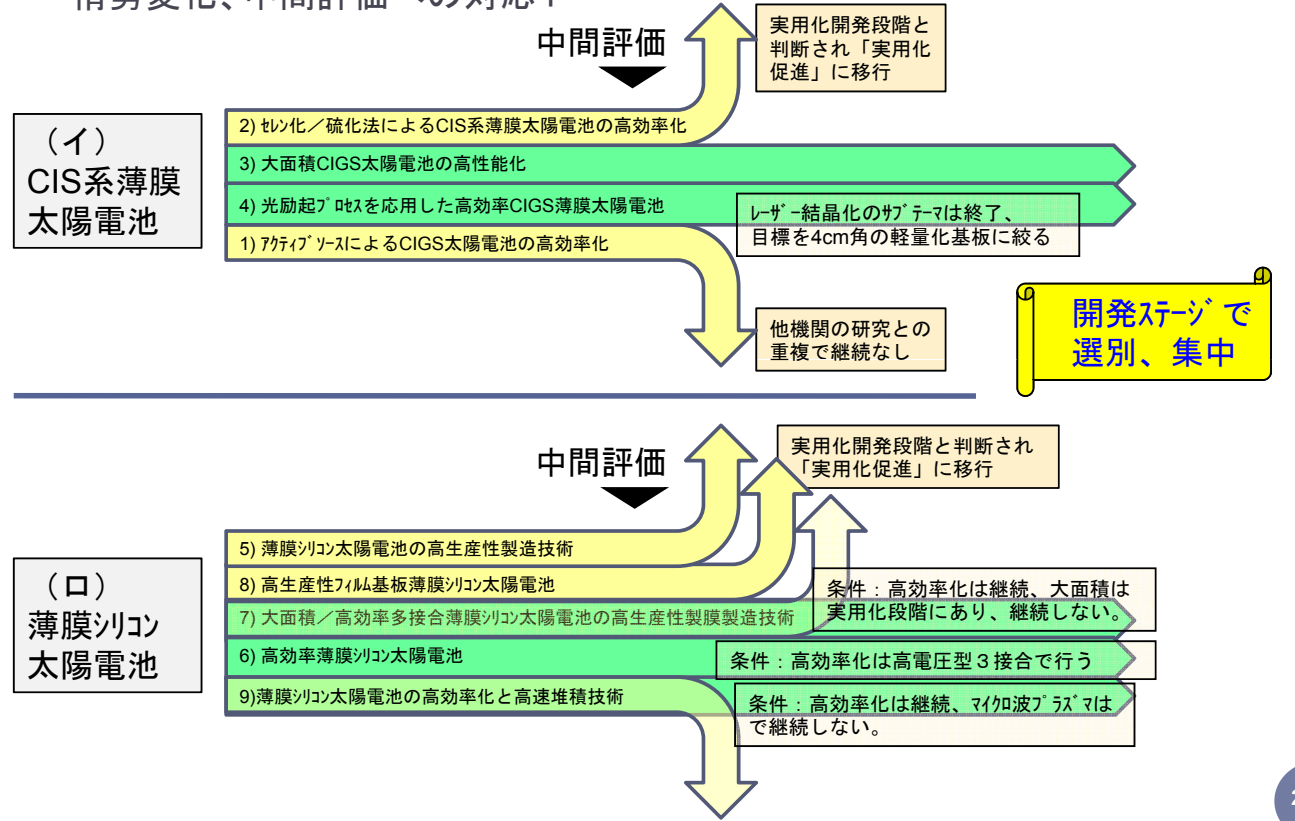 情勢変化、中間評価への対応1
中間評価
実用化開発段階と
判断され「実用化
促進」に移行
（イ）
CIS系薄膜
太陽電池
2) ｾﾚﾝ化／硫化法によるCIS系薄膜太陽電池の高効率化
3) 大面積CIGS太陽電池の高性能化
4) 光励起ﾌﾟﾛｾｽを応用した高効率CIGS薄膜太陽電池
1) ｱｸﾃｨﾌﾞｿｰｽによるCIGS太陽電池の高効率化
ﾚｰｻﾞｰ結晶化のｻﾌﾞﾃｰﾏは終了、
目標を4cm角の軽量化基板に絞る
他機関の研究との
重複で継続なし
開発ｽﾃｰｼﾞで
選別、集中
中間評価
実用化開発段階と判断され
「実用化促進」に移行
（ロ）
薄膜ｼﾘｺﾝ
太陽電池
5) 薄膜ｼﾘｺﾝ太陽電池の高生産性製造技術
8) 高生産性ﾌｨﾙﾑ基板薄膜ｼﾘｺﾝ太陽電池
7) 大面積／高効率多接合薄膜ｼﾘｺﾝ太陽電池の高生産性製膜製造技術
6) 高効率薄膜ｼﾘｺﾝ太陽電池
9)薄膜ｼﾘｺﾝ太陽電池の高効率化と高速堆積技術
条件：高効率化は継続、大面積は
実用化段階にあり、継続しない。
条件：高効率化は高電圧型３接合で行う
条件：高効率化は継続、ﾏｲｸﾛ波ﾌﾟﾗｽﾞﾏは
で継続しない。